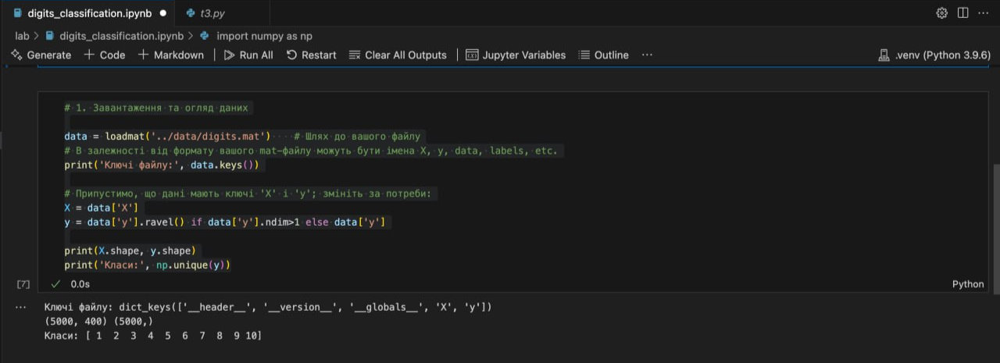 digits_classification.ipynb ●
t3.py
lab > digits_classification.ipynb > import numpy as np
Generate + Code + Markdown | Run All Restart Clear All Outputs | Jupyter Variables Outline ...
.venv (Python 3.9.6)
# 1. Завантаження та огляд даних
data = loadmat('../data/digits.mat')    # Шлях до вашого файлу
# В залежності від формату вашого mat-файлу можуть бути імена X, y, data, labels, etc.
print('Ключі файлу:', data.keys())
# Припустимо, що дані мають ключі 'X' і 'y'; змініть за потреби:
X = data['X']
y = data['y'].ravel() if data['y'].ndim>1 else data['y']
print(X.shape, y.shape)
print('Класи:', np.unique(y))
[7] ✓ 0.0s
Python
... Ключі файлу: dict_keys(['__header__', '__version__', '__globals__', 'X', 'y'])
(5000, 400) (5000,)
Класи: [ 1  2  3  4  5  6  7  8  9 10]